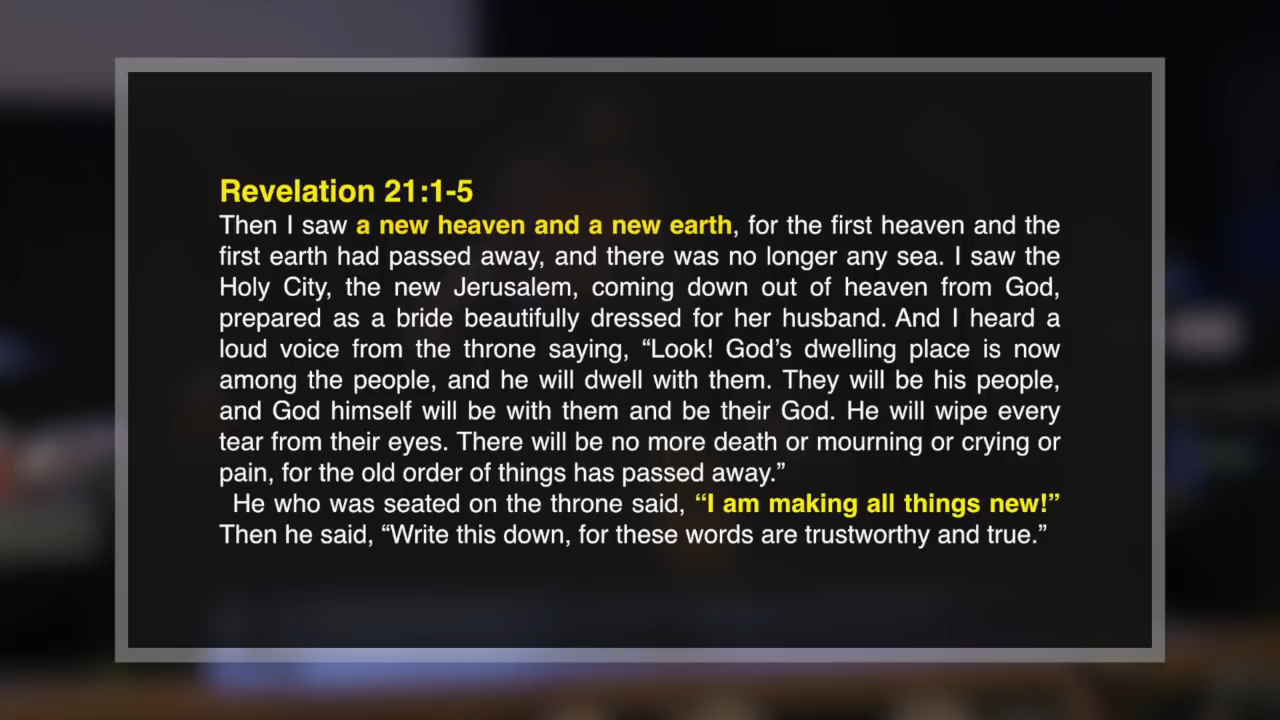 Revelation 21:1-5
Then I saw a new heaven and a new earth, for the first heaven and the
first earth had passed away, and there was no longer any sea. I saw the
Holy City, the new Jerusalem, coming down out of heaven from God,
prepared as a bride beautifully dressed for her husband. And I heard a
loud voice from the throne saying, “Look! God’s dwelling place is now
among the people, and he will dwell with them. They will be his people,
and God himself will be with them and be their God. He will wipe every
tear from their eyes. There will be no more death or mourning or crying or
pain, for the old order of things has passed away.”
He who was seated on the throne said, “I am making all things new!”
Then he said, “Write this down, for these words are trustworthy and true.”